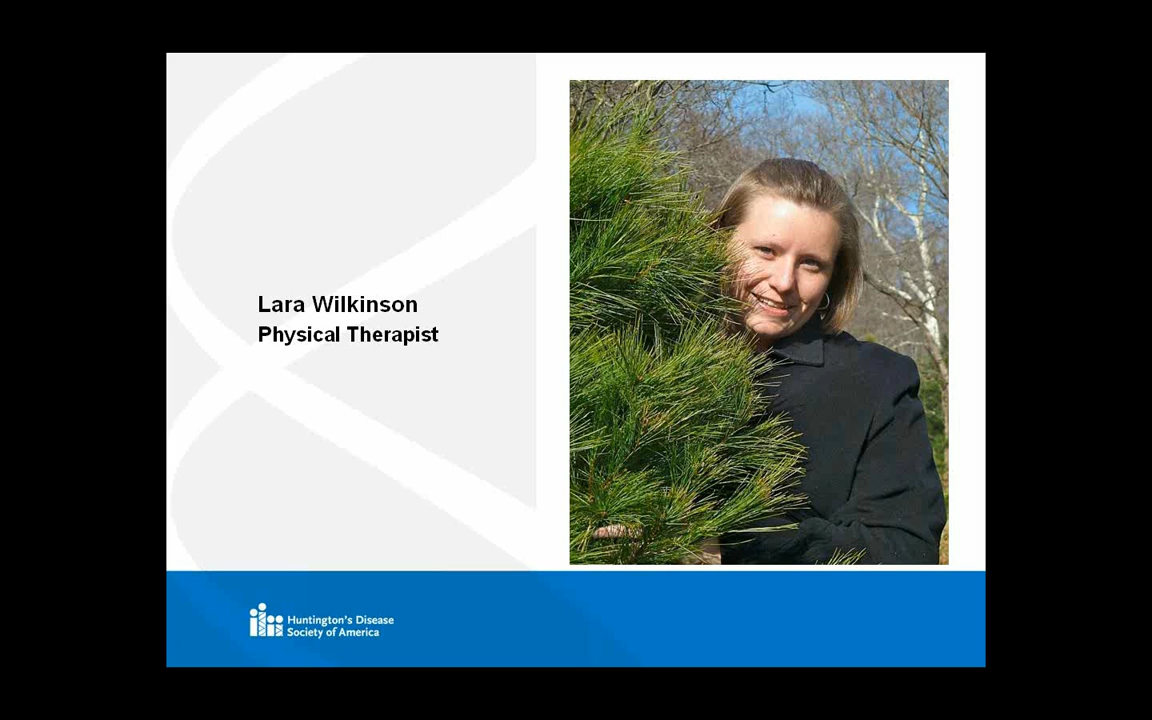 Lara Wilkinson
Physical Therapist
Huntington's Disease
Society of America